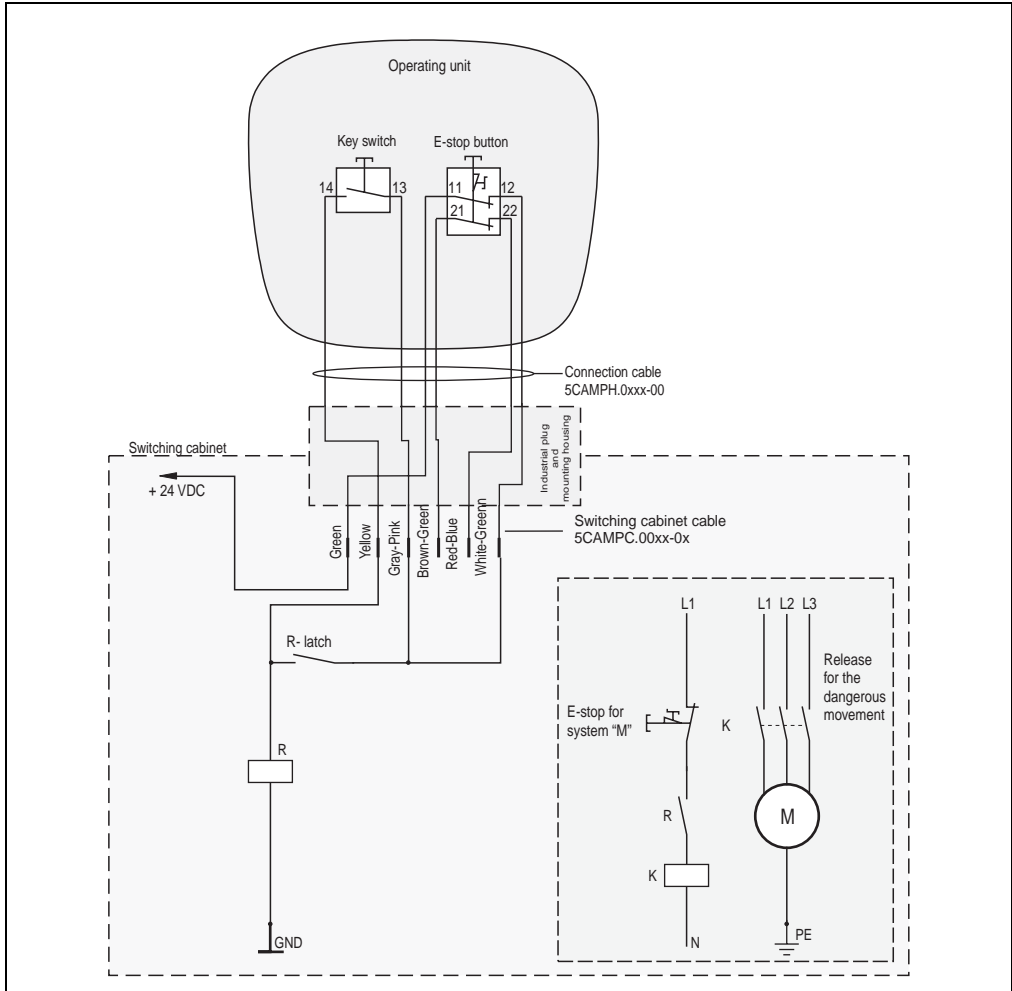 Operating unit
Key switch
E-stop button
14
13
11
12
21
22
Connection cable
5CAMPH.0xxx-00
Industrial plug
and
mounting housing
Switching cabinet
+ 24 VDC
Green
Yellow
Gray-Pink
Brown-Green
Red-Blue
White-Greenn
Switching cabinet cable
5CAMPC.00xx-0x
R- latch
R
GND
L1
L1 L2 L3
Release
for the
dangerous
movement
E-stop for
system “M”
K
R
M
K
N
PE